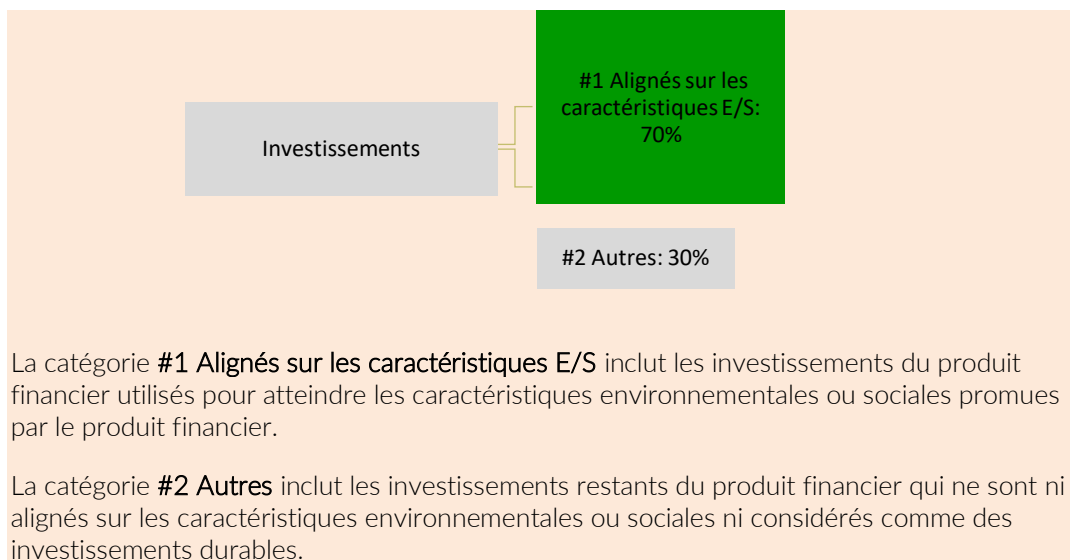 #1 Alignés sur les
caractéristiques E/S:
70%
Investissements
#2 Autres: 30%
La catégorie #1 Alignés sur les caractéristiques E/S inclut les investissements du produit
financier utilisés pour atteindre les caractéristiques environnementales ou sociales promues
par le produit financier.
La catégorie #2 Autres inclut les investissements restants du produit financier qui ne sont ni
alignés sur les caractéristiques environnementales ou sociales ni considérés comme des
investissements durables.